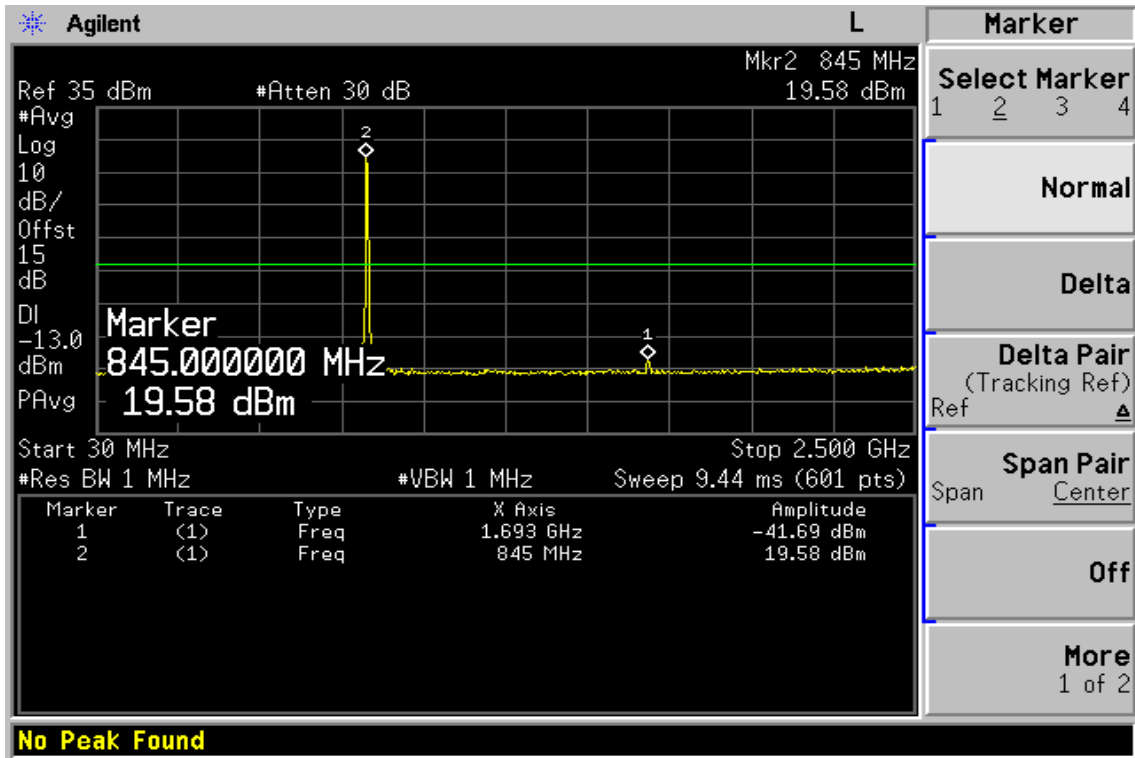 Agilent L
Mkr2 845 MHz
Ref 35 dBm #Atten 30 dB 19.58 dBm
#Avg
Log
10
dB/
Offst
15
dB
DI
-13.0
dBm
PAvg
2
1
Marker
845.000000 MHz
19.58 dBm
Start 30 MHz Stop 2.500 GHz
#Res BW 1 MHz #VBW 1 MHz Sweep 9.44 ms (601 pts)
Marker Trace Type X Axis Amplitude
1 (1) Freq 1.693 GHz -41.69 dBm
2 (1) Freq 845 MHz 19.58 dBm
No Peak Found
Marker
Select Marker
1 2 3 4
Normal
Delta
Delta Pair
(Tracking Ref)
Ref Δ
Span Pair
Span Center
Off
More
1 of 2